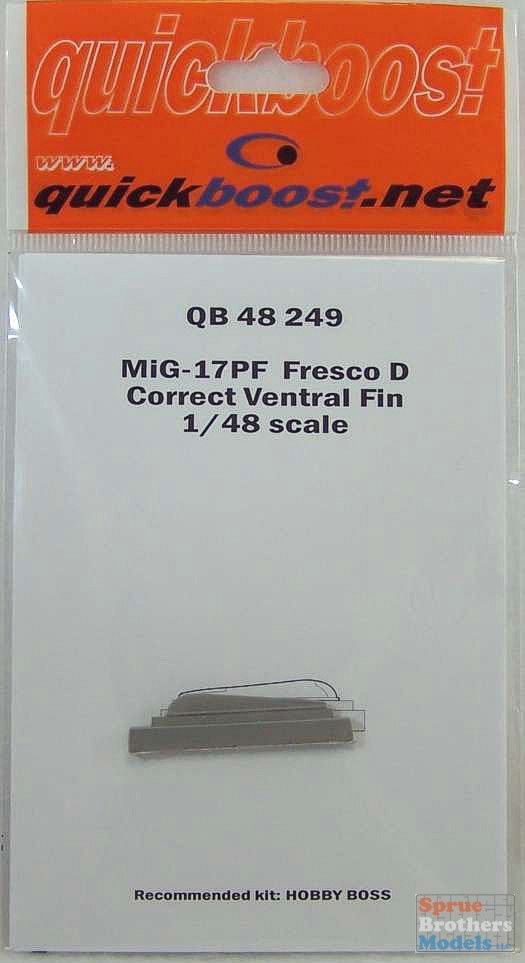 quickboost
www.
quickboost.net
QB 48 249
MiG-17PF Fresco D
Correct Ventral Fin
1/48 scale
Recommended kit: HOBBY BOSS
Sprue
Brothers
Models LLC